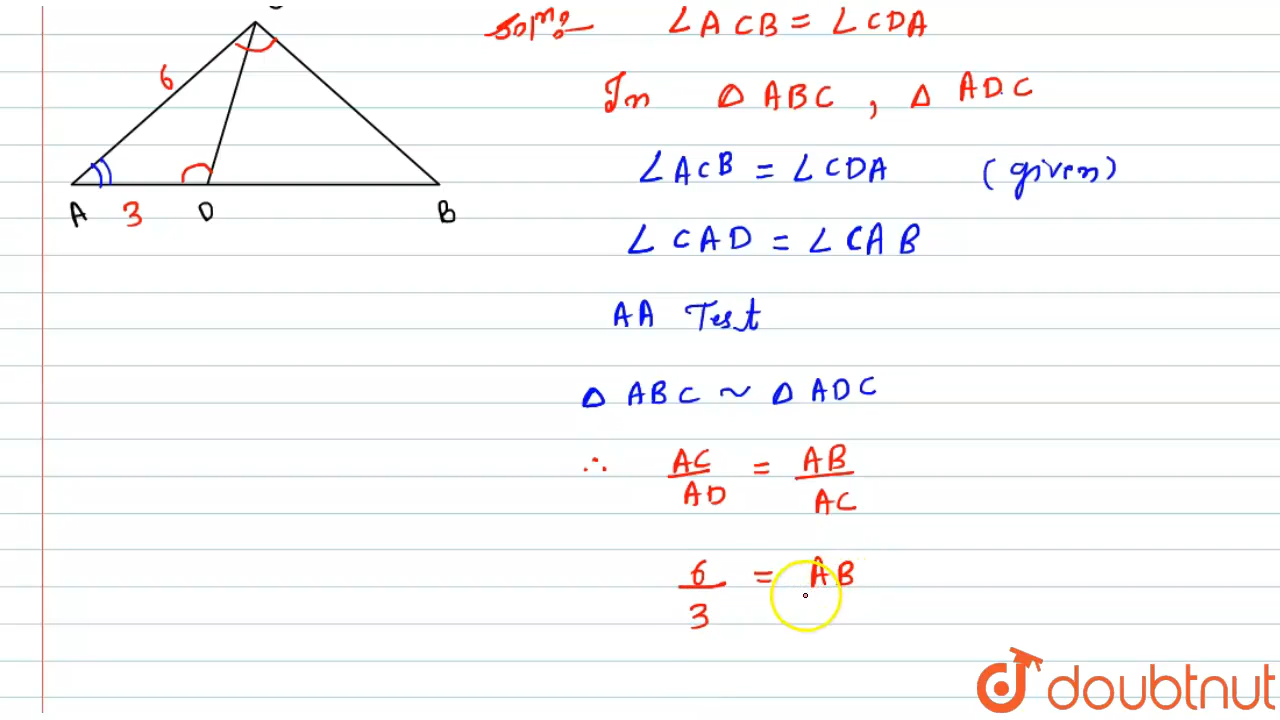 Soln:- ∠ACB = ∠CDA
In △ABC , △ADC
∠ACB = ∠CDA (given)
∠CAD = ∠CAB
AA Test
△ABC ~ △ADC
∴ AC/AD = AB/AC
6/3 = AB
6
A 3 D B
doubtnut